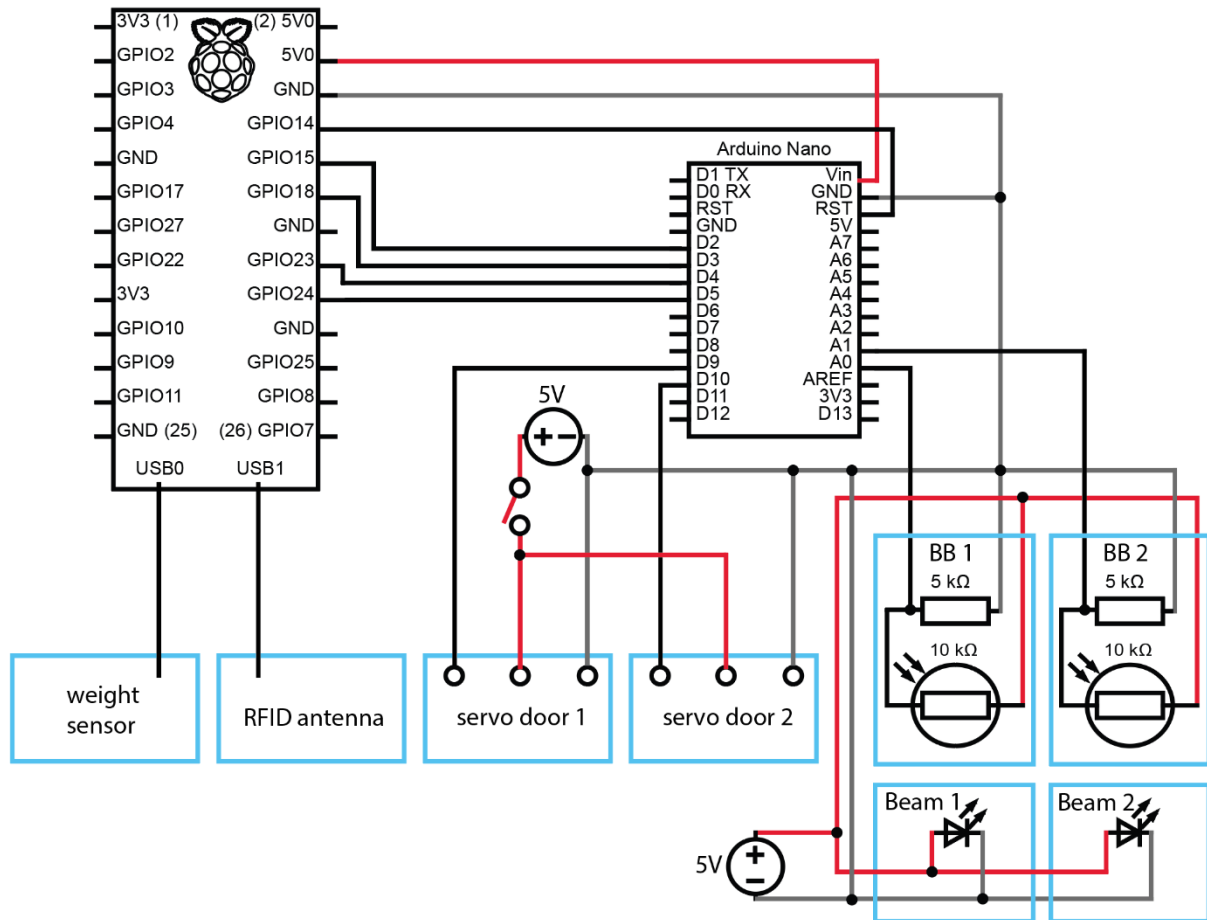 3V3 (1) (2) 5V0
GPIO2 5V0
GPIO3 GND
GPIO4 GPIO14
GND GPIO15
GPIO17 GPIO18
GPIO27 GND
GPIO22 GPIO23
3V3 GPIO24
GPIO10 GND
GPIO9 GPIO25
GPIO11 GPIO8
GND (25) (26) GPIO7
USB0 USB1
Arduino Nano
D1 TX Vin
D0 RX GND
RST RST
GND 5V
D2 A7
D3 A6
D4 A5
D5 A4
D6 A3
D7 A2
D8 A1
D9 A0
D10 AREF
D11 3V3
D12 D13
5V
+ −
weight
sensor
RFID antenna
servo door 1
servo door 2
BB 1
5 kΩ
10 kΩ
BB 2
5 kΩ
10 kΩ
Beam 1
Beam 2
5V
+
−